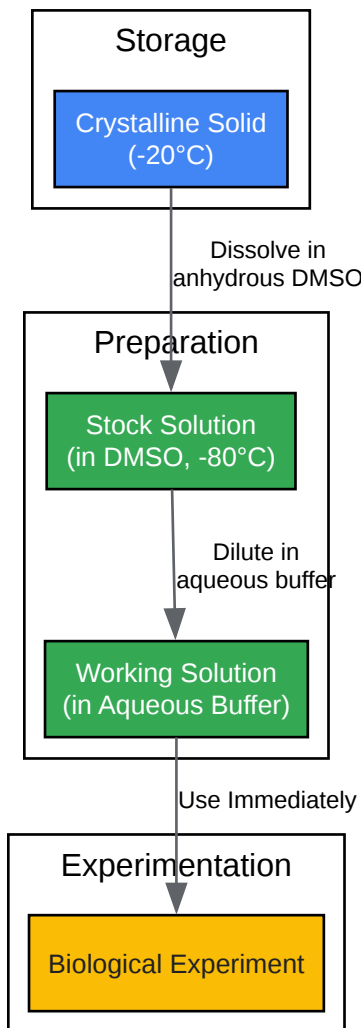 Storage
Crystalline Solid
(-20°C)
Dissolve in
anhydrous DMSO
Preparation
Stock Solution
(in DMSO, -80°C)
Dilute in
aqueous buffer
Working Solution
(in Aqueous Buffer)
Use Immediately
Experimentation
Biological Experiment